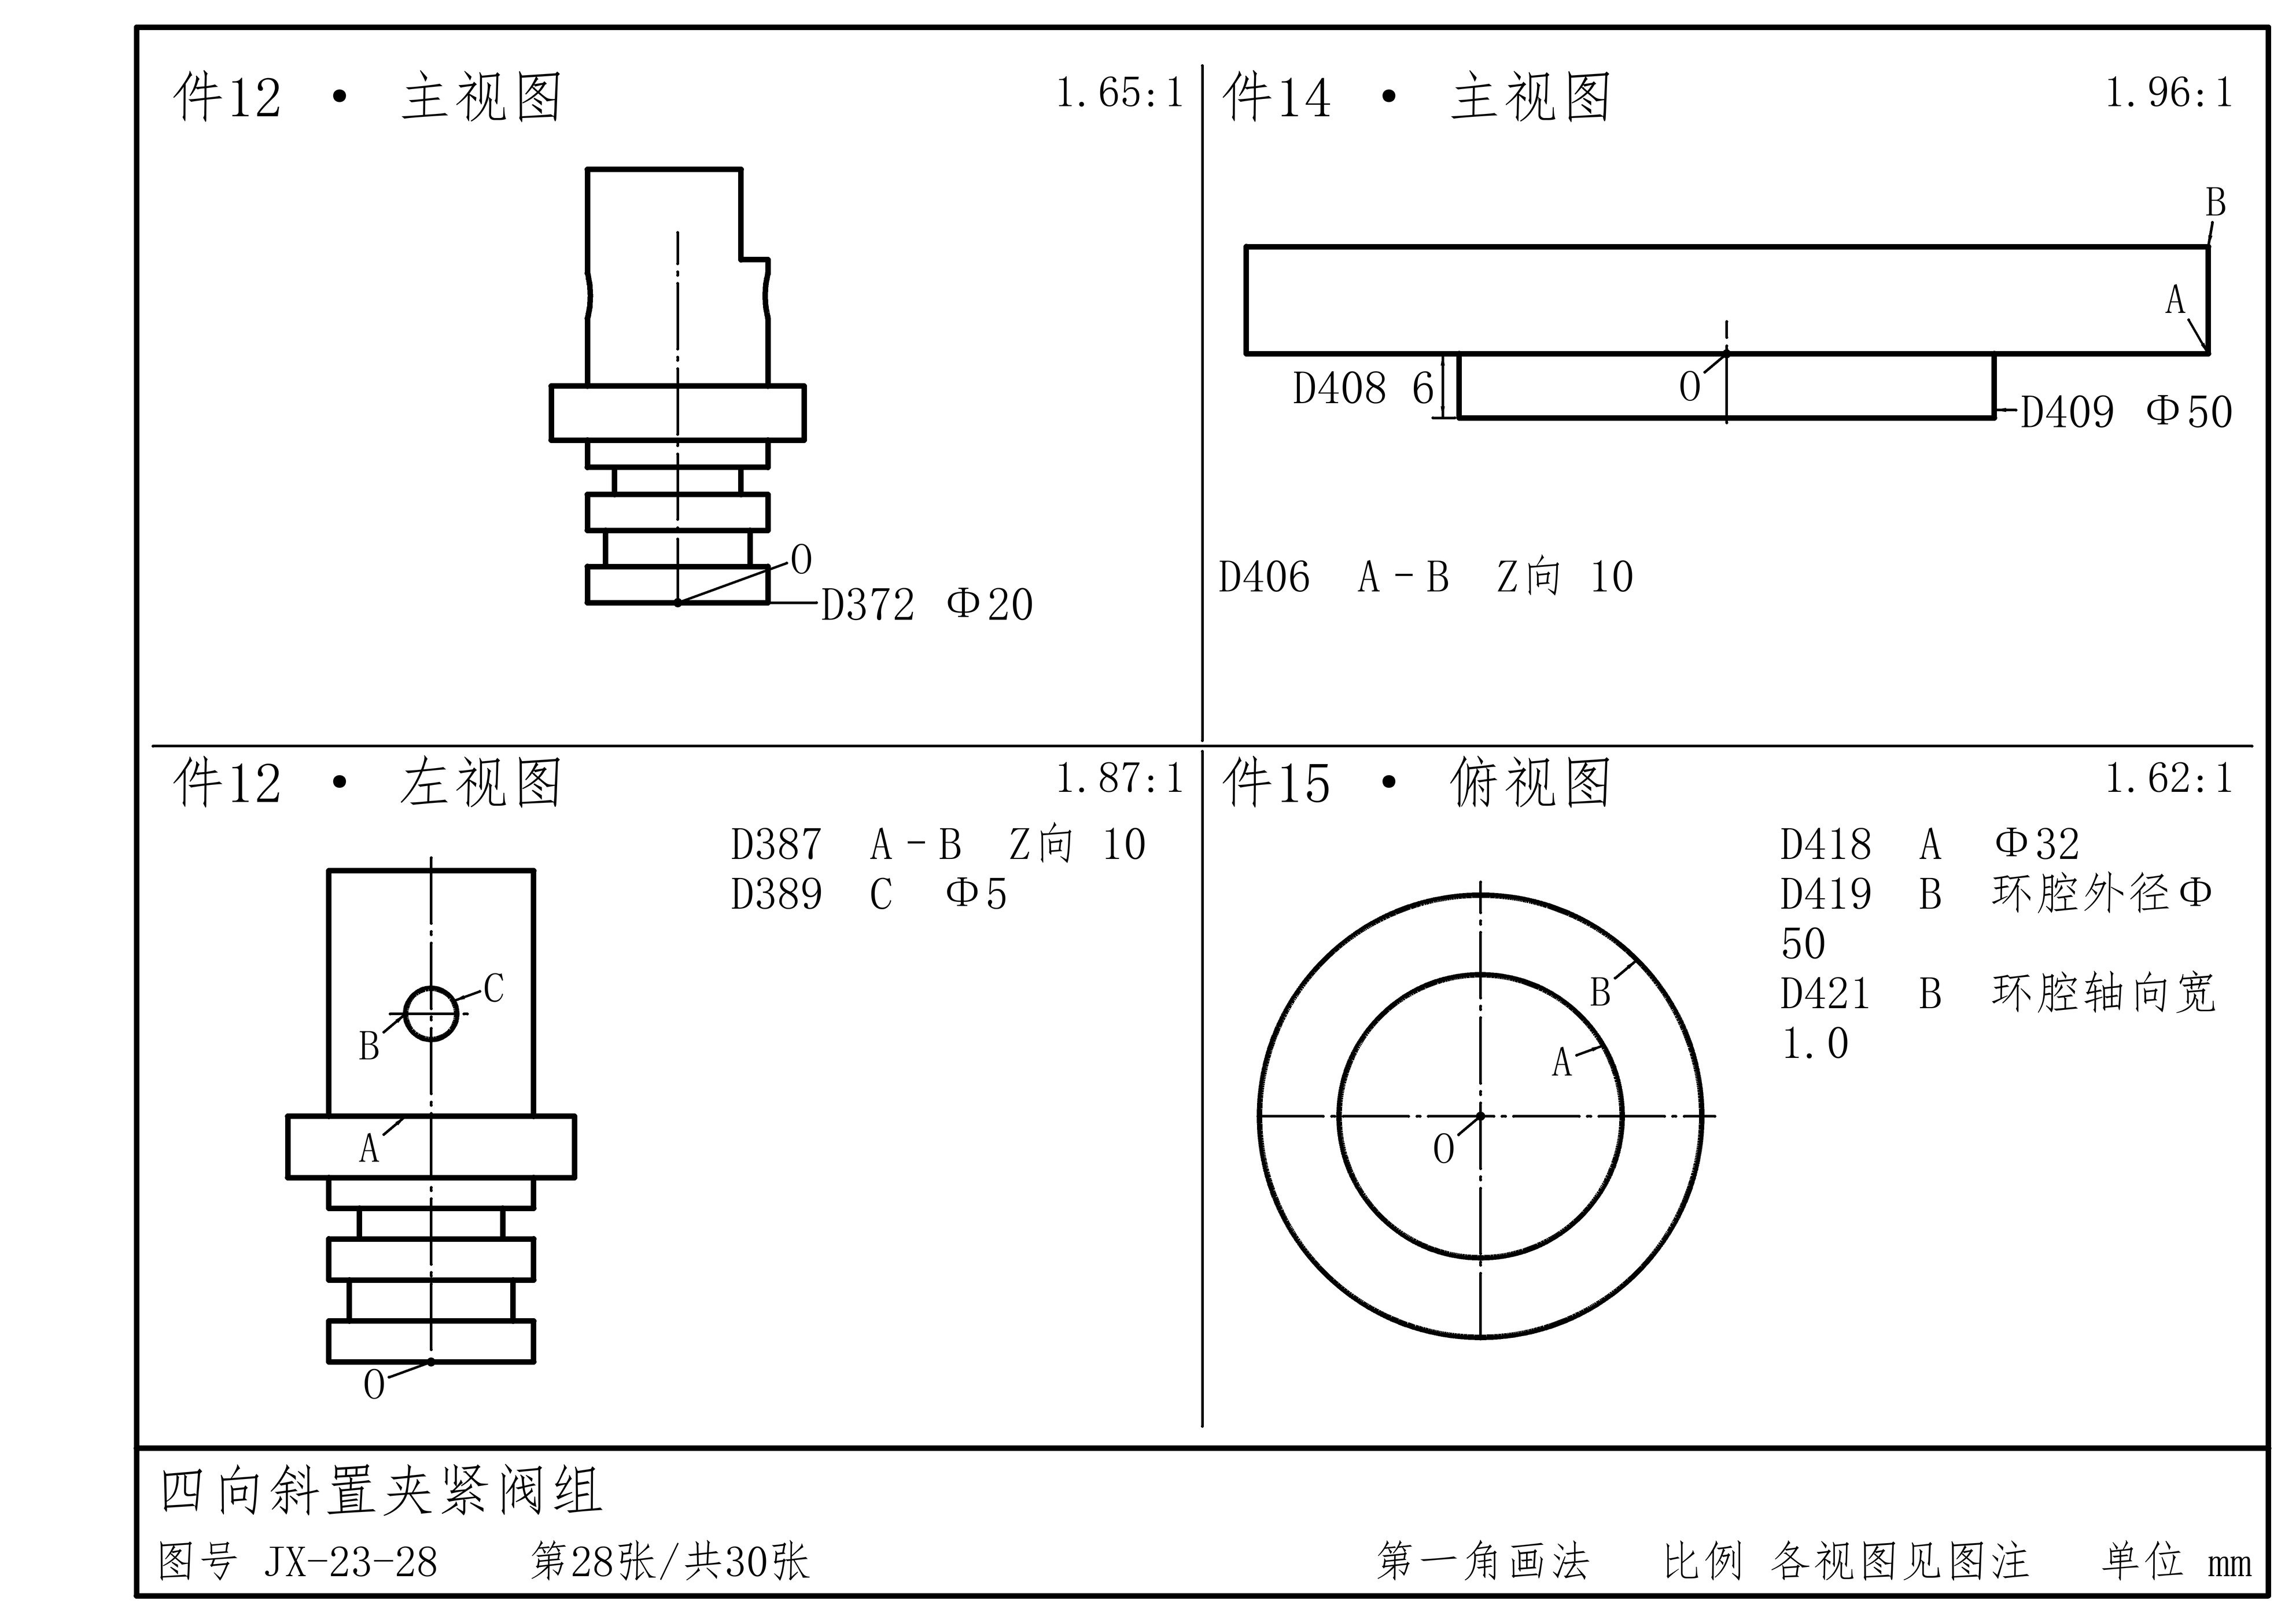 件12 • 主视图 1.65:1
O
D372 Φ20
件14 • 主视图 1.96:1
B
A
O
D408 6
D409 Φ50
D406 A-B Z向 10
件12 • 左视图 1.87:1
D387 A-B Z向 10
D389 C Φ5
C
B
A
O
件15 • 俯视图 1.62:1
D418 A Φ32
D419 B 环腔外径Φ
50
D421 B 环腔轴向宽
1.0
B
A
O
四向斜置夹紧阀组
图号 JX-23-28 第28张/共30张 第一角画法 比例 各视图见图注 单位 mm